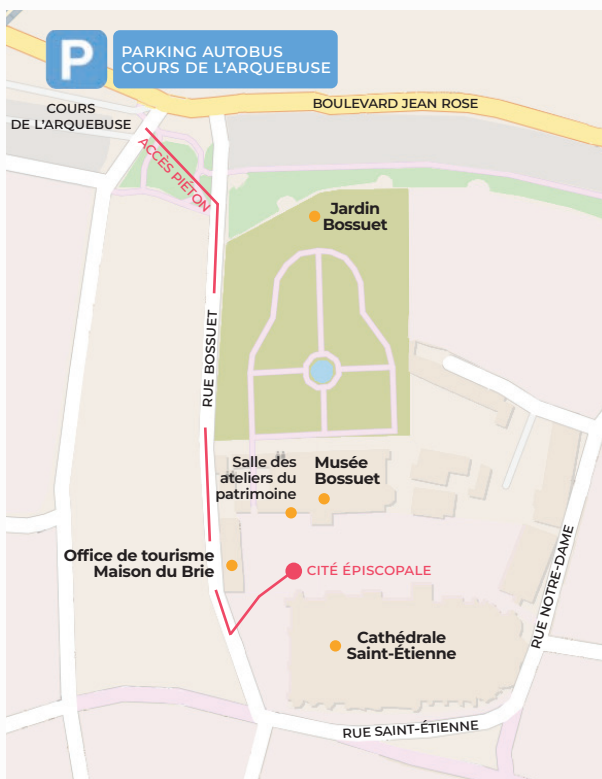 P
PARKING AUTOBUS
COURS DE L'ARQUEBUSE
BOULEVARD JEAN ROSE
COURS
DE L'ARQUEBUSE
ACCÈS PIÉTON
Jardin
Bossuet
RUE BOSSUET
Salle des
ateliers du
patrimoine
Musée
Bossuet
Office de tourisme
Maison du Brie
CITÉ ÉPISCOPALE
RUE NOTRE-DAME
Cathédrale
Saint-Étienne
RUE SAINT-ÉTIENNE